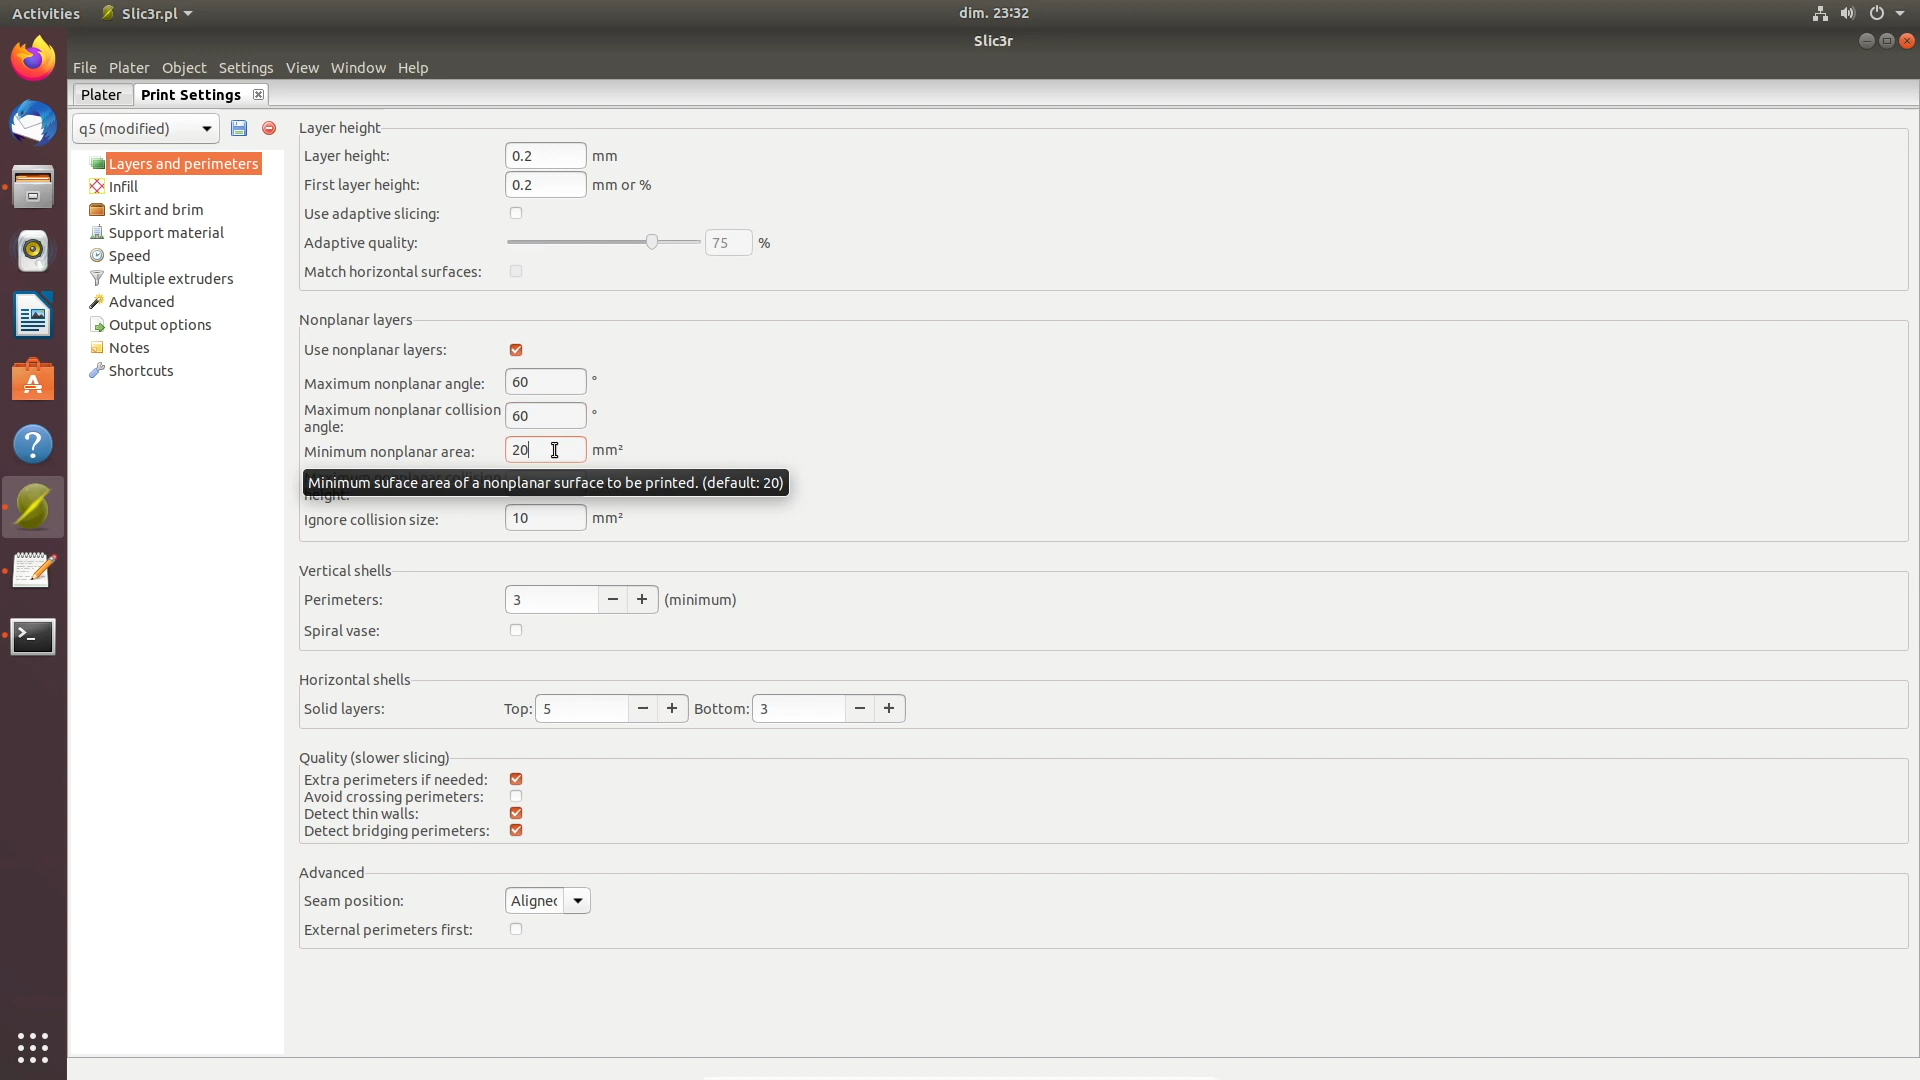 Activities Slic3r.pl dim. 23:32
Slic3r
File Plater Object Settings View Window Help
Plater Print Settings
q5 (modified)
Layers and perimeters
Infill
Skirt and brim
Support material
Speed
Multiple extruders
Advanced
Output options
Notes
Shortcuts
Layer height
Layer height: 0.2 mm
First layer height: 0.2 mm or %
Use adaptive slicing:
Adaptive quality: 75 %
Match horizontal surfaces:
Nonplanar layers
Use nonplanar layers:
Maximum nonplanar angle: 60 °
Maximum nonplanar collision
angle: 60 °
Minimum nonplanar area: 20 mm²
Minimum suface area of a nonplanar surface to be printed. (default: 20)
height:
Ignore collision size: 10 mm²
Vertical shells
Perimeters: 3 − + (minimum)
Spiral vase:
Horizontal shells
Solid layers: Top: 5 − + Bottom: 3 − +
Quality (slower slicing)
Extra perimeters if needed:
Avoid crossing perimeters:
Detect thin walls:
Detect bridging perimeters:
Advanced
Seam position: Aligned
External perimeters first: